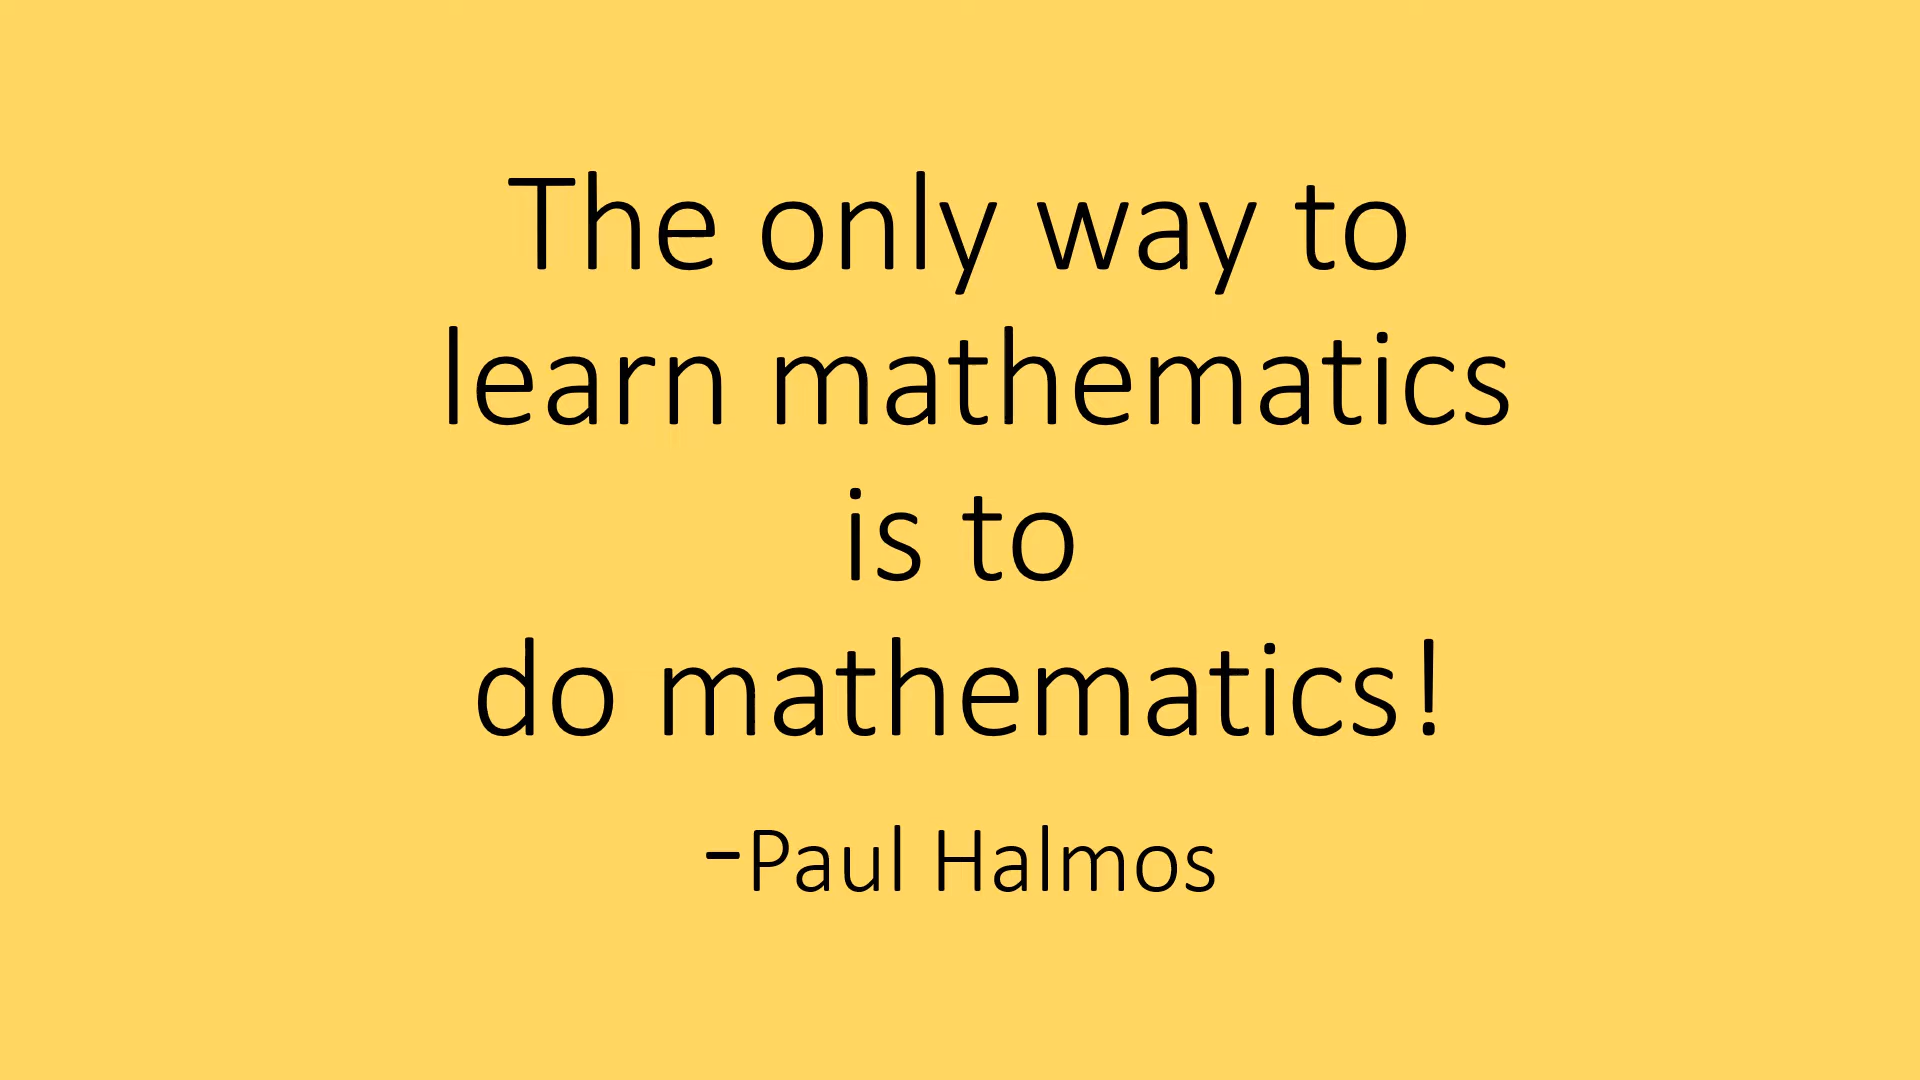 The only way to
learn mathematics
is to
do mathematics!
-Paul Halmos